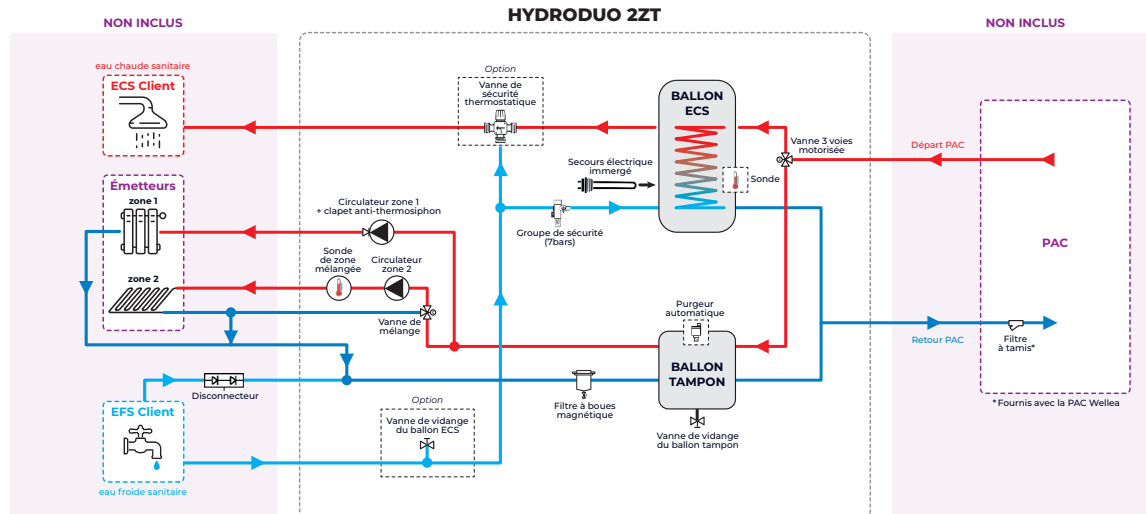 HYDRODUO 2ZT
NON INCLUS
NON INCLUS
eau chaude sanitaire
ECS Client
Option
Vanne de
sécurité
thermostatique
BALLON
ECS
Vanne 3 voies
motorisée
Départ PAC
Secours électrique
immergé
Sonde
Émetteurs
zone 1
Circulateur zone 1
+ clapet anti-thermosiphon
Groupe de sécurité
(7bars)
PAC
Sonde
de zone
mélangée
Circulateur
zone 2
zone 2
Vanne de
mélange
Purgeur
automatique
Retour PAC
Filtre
à tamis*
BALLON
TAMPON
Disconnecteur
Filtre à boues
magnétique
*Fournis avec la PAC Wellea
EFS Client
Option
Vanne de vidange
du ballon ECS
Vanne de vidange
du ballon tampon
eau froide sanitaire